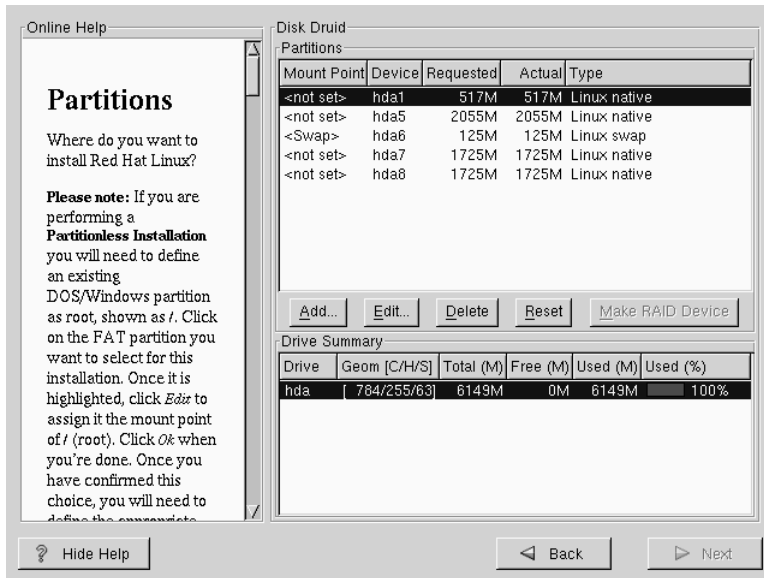 Online Help
Partitions
Where do you want to
install Red Hat Linux?
Please note: If you are
performing a
Partitionless Installation
you will need to define
an existing
DOS/Windows partition
as root, shown as /. Click
on the FAT partition you
want to select for this
installation. Once it is
highlighted, click Edit to
assign it the mount point
of / (root). Click Ok when
you're done. Once you
have confirmed this
choice, you will need to
define the appropriate
Disk Druid
Partitions
Mount Point Device Requested Actual Type
<not set> hda1 517M 517M Linux native
<not set> hda5 2055M 2055M Linux native
<Swap> hda6 125M 125M Linux swap
<not set> hda7 1725M 1725M Linux native
<not set> hda8 1725M 1725M Linux native
Add... Edit... Delete Reset Make RAID Device
Drive Summary
Drive Geom [C/H/S] Total (M) Free (M) Used (M) Used (%)
hda [ 784/255/63] 6149M 0M 6149M 100%
Hide Help Back Next